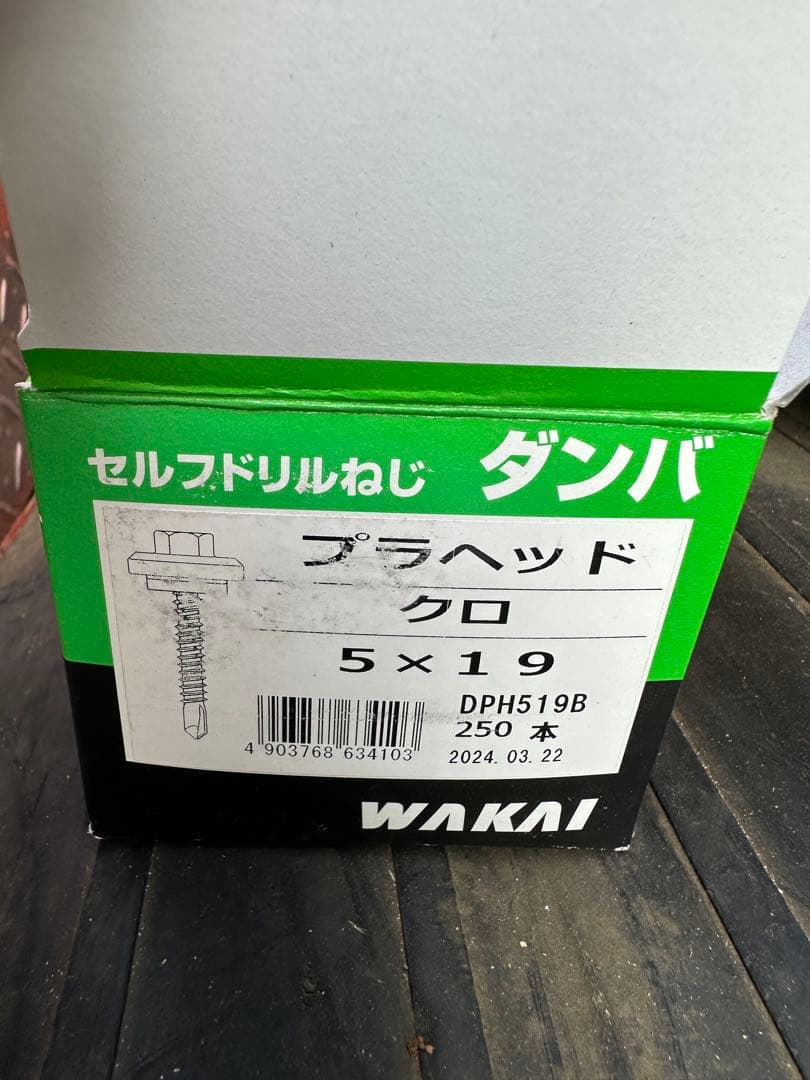 セルフドリルねじ ダンバ
プラヘッド
クロ
5×19
DPH519B
250 本
4 903768 634103
2024. 03. 22
WAKAI